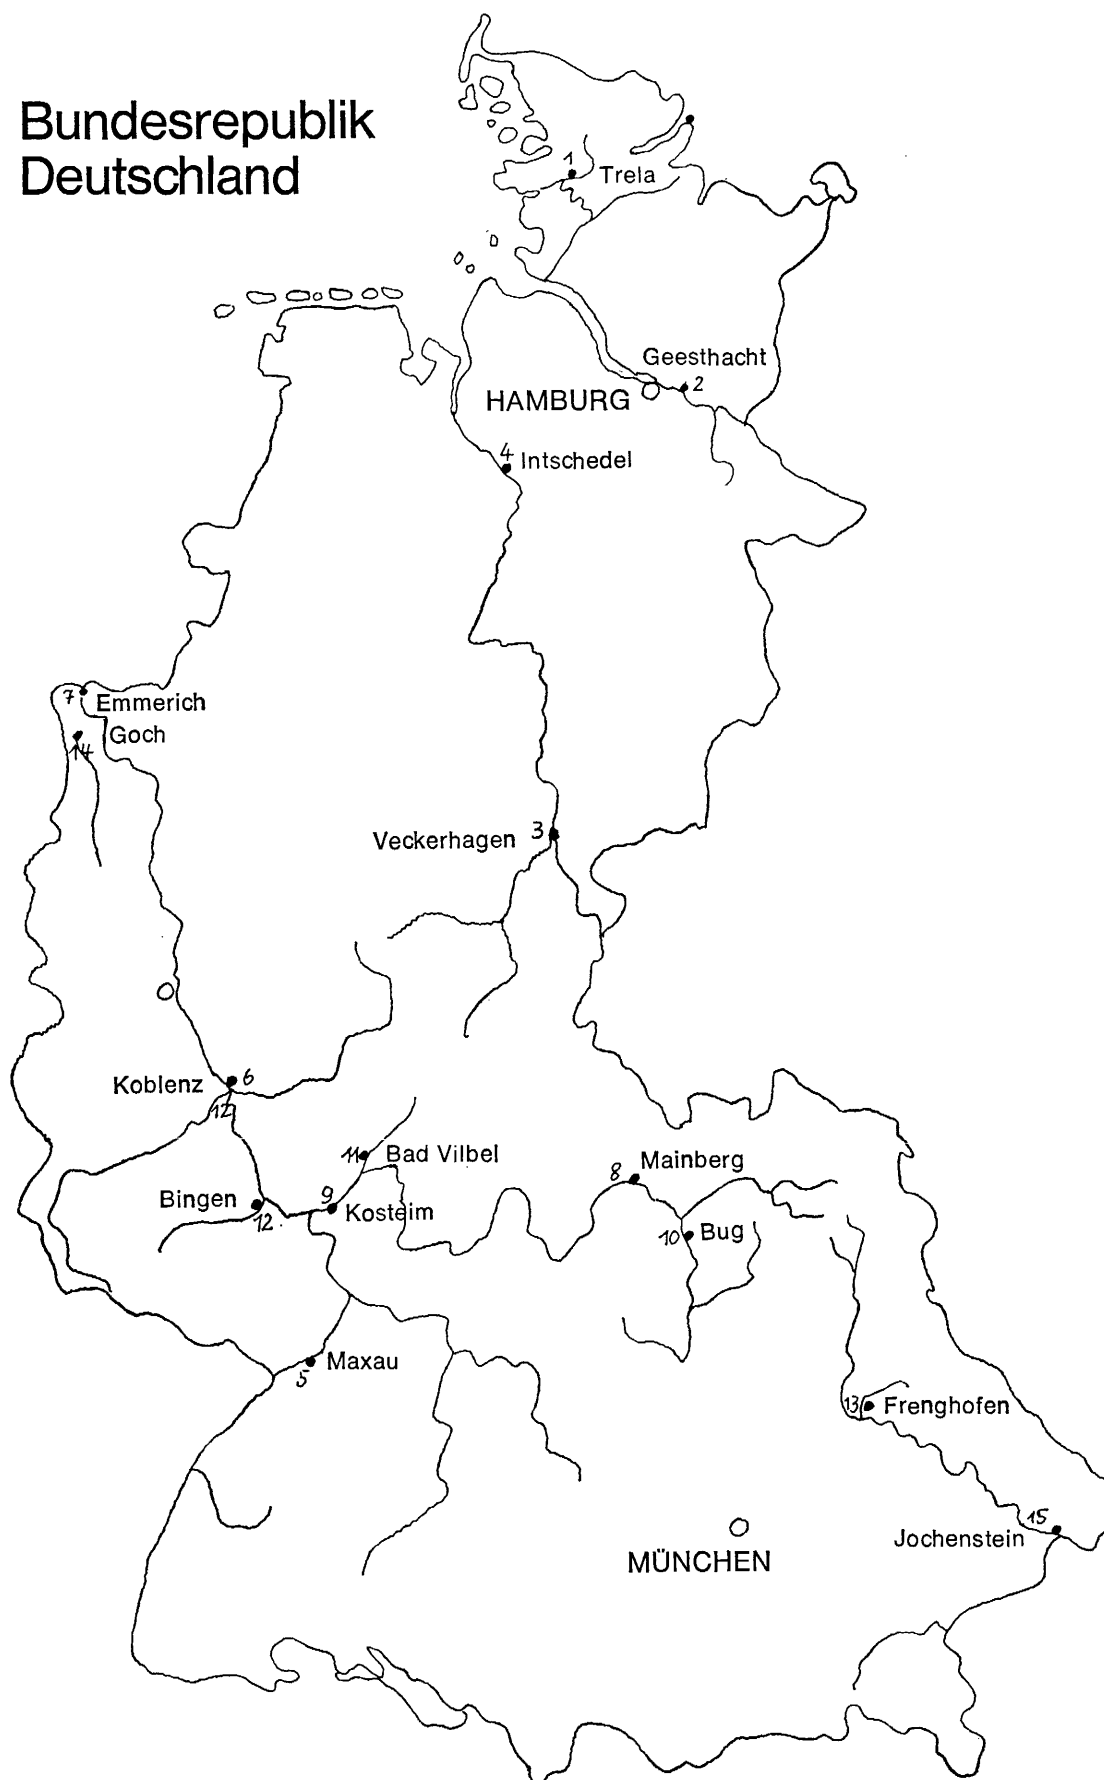 Bundesrepublik
Deutschland
1
Trela
Geesthacht
2
HAMBURG
4 Intschedel
7 Emmerich
Goch
14
Veckerhagen 3
Koblenz 6
12
11 Bad Vilbel
8 Mainberg
Bingen
12
9
Kosteim
10 Bug
Maxau
5
13 Frenghofen
15
Jochenstein
MÜNCHEN